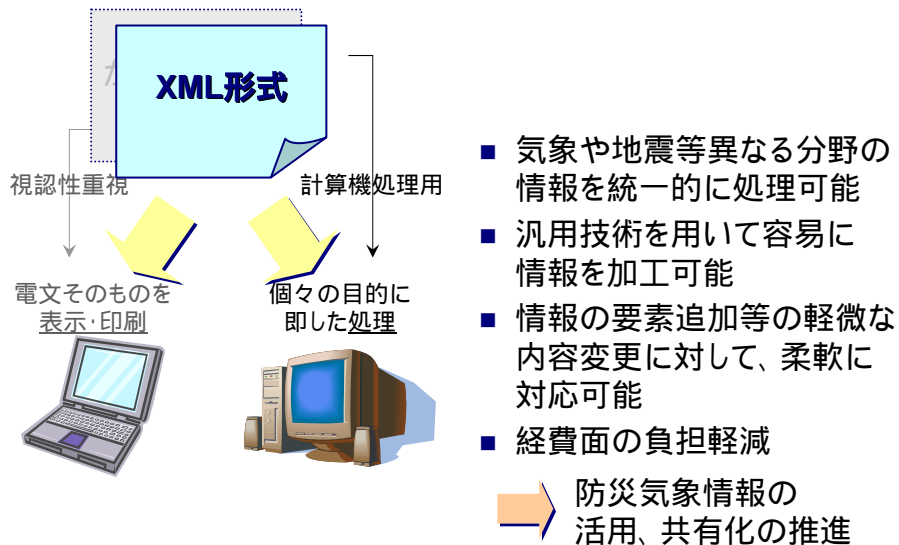 XML形式
視認性重視
計算機処理用
電文そのものを
表示・印刷
個々の目的に
即した処理
■ 気象や地震等異なる分野の
情報を統一的に処理可能
■ 汎用技術を用いて容易に
情報を加工可能
■ 情報の要素追加等の軽微な
内容変更に対して、柔軟に
対応可能
■ 経費面の負担軽減
防災気象情報の
活用、共有化の推進